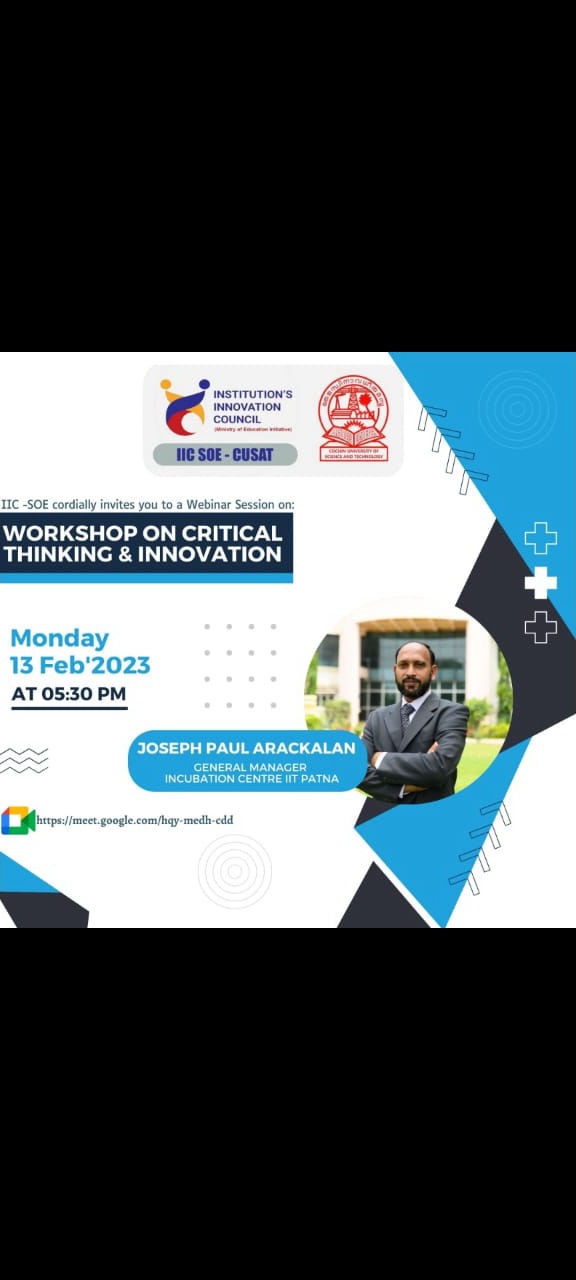 INSTITUTION'S
INNOVATION
COUNCIL
(Ministry of Education Initiative)
IIC SOE - CUSAT
COCHIN UNIVERSITY OF
SCIENCE AND TECHNOLOGY
IIC -SOE cordially invites you to a Webinar Session on:
WORKSHOP ON CRITICAL
THINKING & INNOVATION
Monday
13 Feb'2023
AT 05:30 PM
JOSEPH PAUL ARACKALAN
GENERAL MANAGER
INCUBATION CENTRE IIT PATNA
https://meet.google.com/hqy-medh-cdd